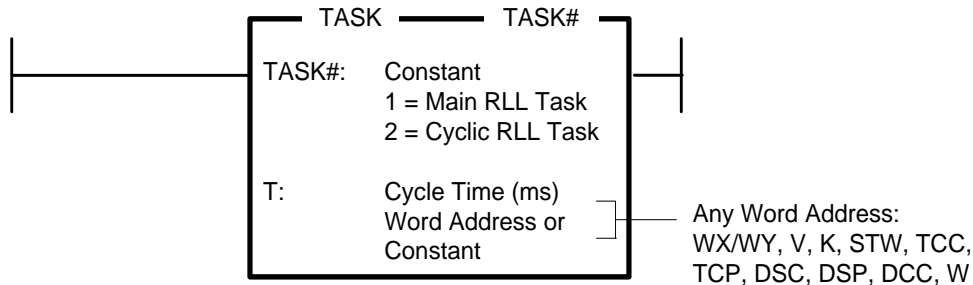 TASK TASK#
TASK#: Constant
1 = Main RLL Task
2 = Cyclic RLL Task
T: Cycle Time (ms)
Word Address or
Constant
Any Word Address:
WX/WY, V, K, STW, TCC,
TCP, DSC, DSP, DCC, W